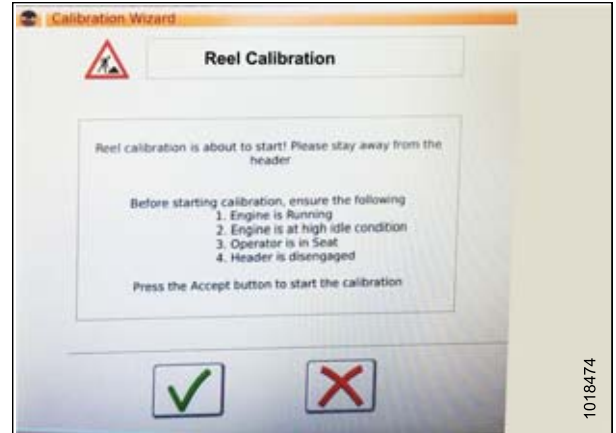 Calibration Wizard
Reel Calibration
Reel calibration is about to start! Please stay away from the
header
Before starting calibration, ensure the following
1. Engine is Running
2. Engine is at high idle condition
3. Operator is in Seat
4. Header is disengaged
Press the Accept button to start the calibration
1018474